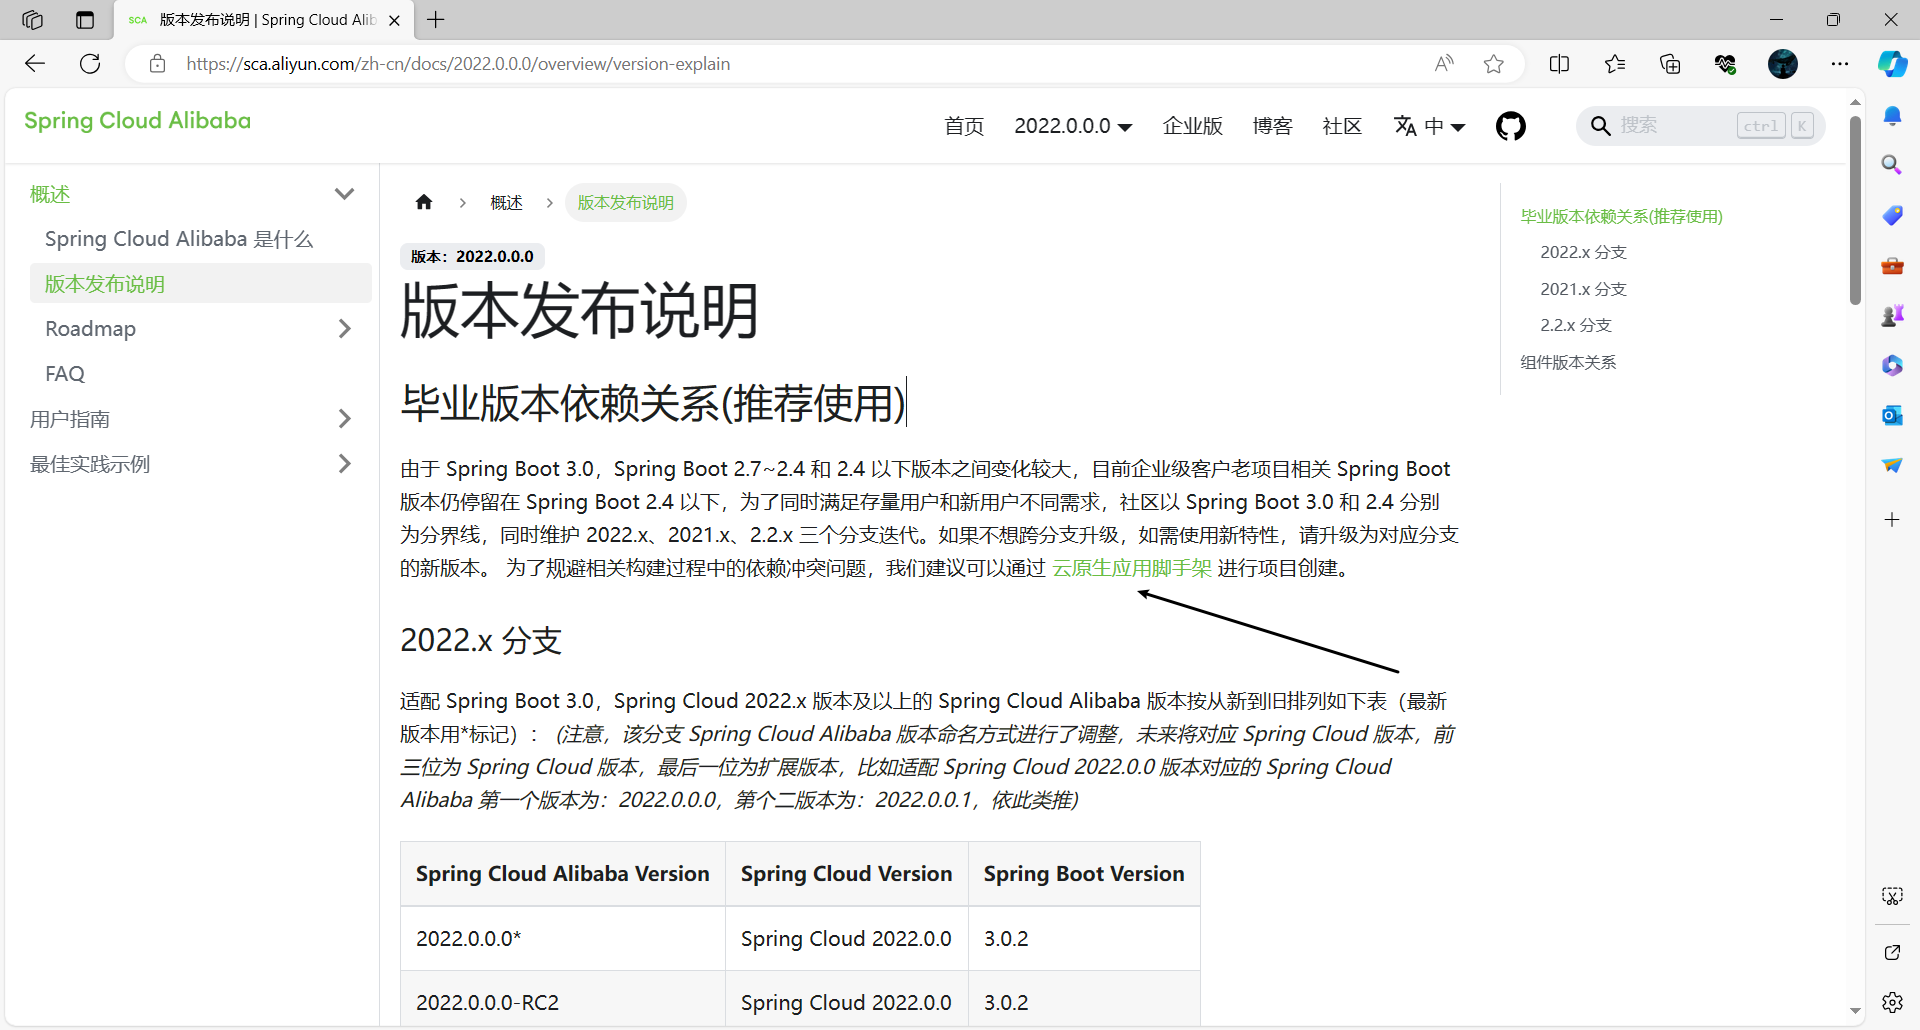 版本发布说明 | Spring Cloud Alib
https://sca.aliyun.com/zh-cn/docs/2022.0.0.0/overview/version-explain
Spring Cloud Alibaba
首页
2022.0.0.0
企业版
博客
社区
中
搜索
ctrl
K
概述
Spring Cloud Alibaba 是什么
版本发布说明
Roadmap
FAQ
用户指南
最佳实践示例
概述
版本发布说明
版本：2022.0.0.0
版本发布说明
毕业版本依赖关系(推荐使用)
由于 Spring Boot 3.0，Spring Boot 2.7~2.4 和 2.4 以下版本之间变化较大，目前企业级客户老项目相关 Spring Boot
版本仍停留在 Spring Boot 2.4 以下，为了同时满足存量用户和新用户不同需求，社区以 Spring Boot 3.0 和 2.4 分别
为分界线，同时维护 2022.x、2021.x、2.2.x 三个分支迭代。如果不想跨分支升级，如需使用新特性，请升级为对应分支
的新版本。 为了规避相关构建过程中的依赖冲突问题，我们建议可以通过 云原生应用脚手架 进行项目创建。
2022.x 分支
适配 Spring Boot 3.0，Spring Cloud 2022.x 版本及以上的 Spring Cloud Alibaba 版本按从新到旧排列如下表（最新
版本用*标记）： (注意，该分支 Spring Cloud Alibaba 版本命名方式进行了调整，未来将对应 Spring Cloud 版本，前
三位为 Spring Cloud 版本，最后一位为扩展版本，比如适配 Spring Cloud 2022.0.0 版本对应的 Spring Cloud
Alibaba 第一个版本为：2022.0.0.0，第个二版本为：2022.0.0.1，依此类推)
Spring Cloud Alibaba Version
Spring Cloud Version
Spring Boot Version
2022.0.0.0*
Spring Cloud 2022.0.0
3.0.2
2022.0.0.0-RC2
Spring Cloud 2022.0.0
3.0.2
毕业版本依赖关系(推荐使用)
2022.x 分支
2021.x 分支
2.2.x 分支
组件版本关系